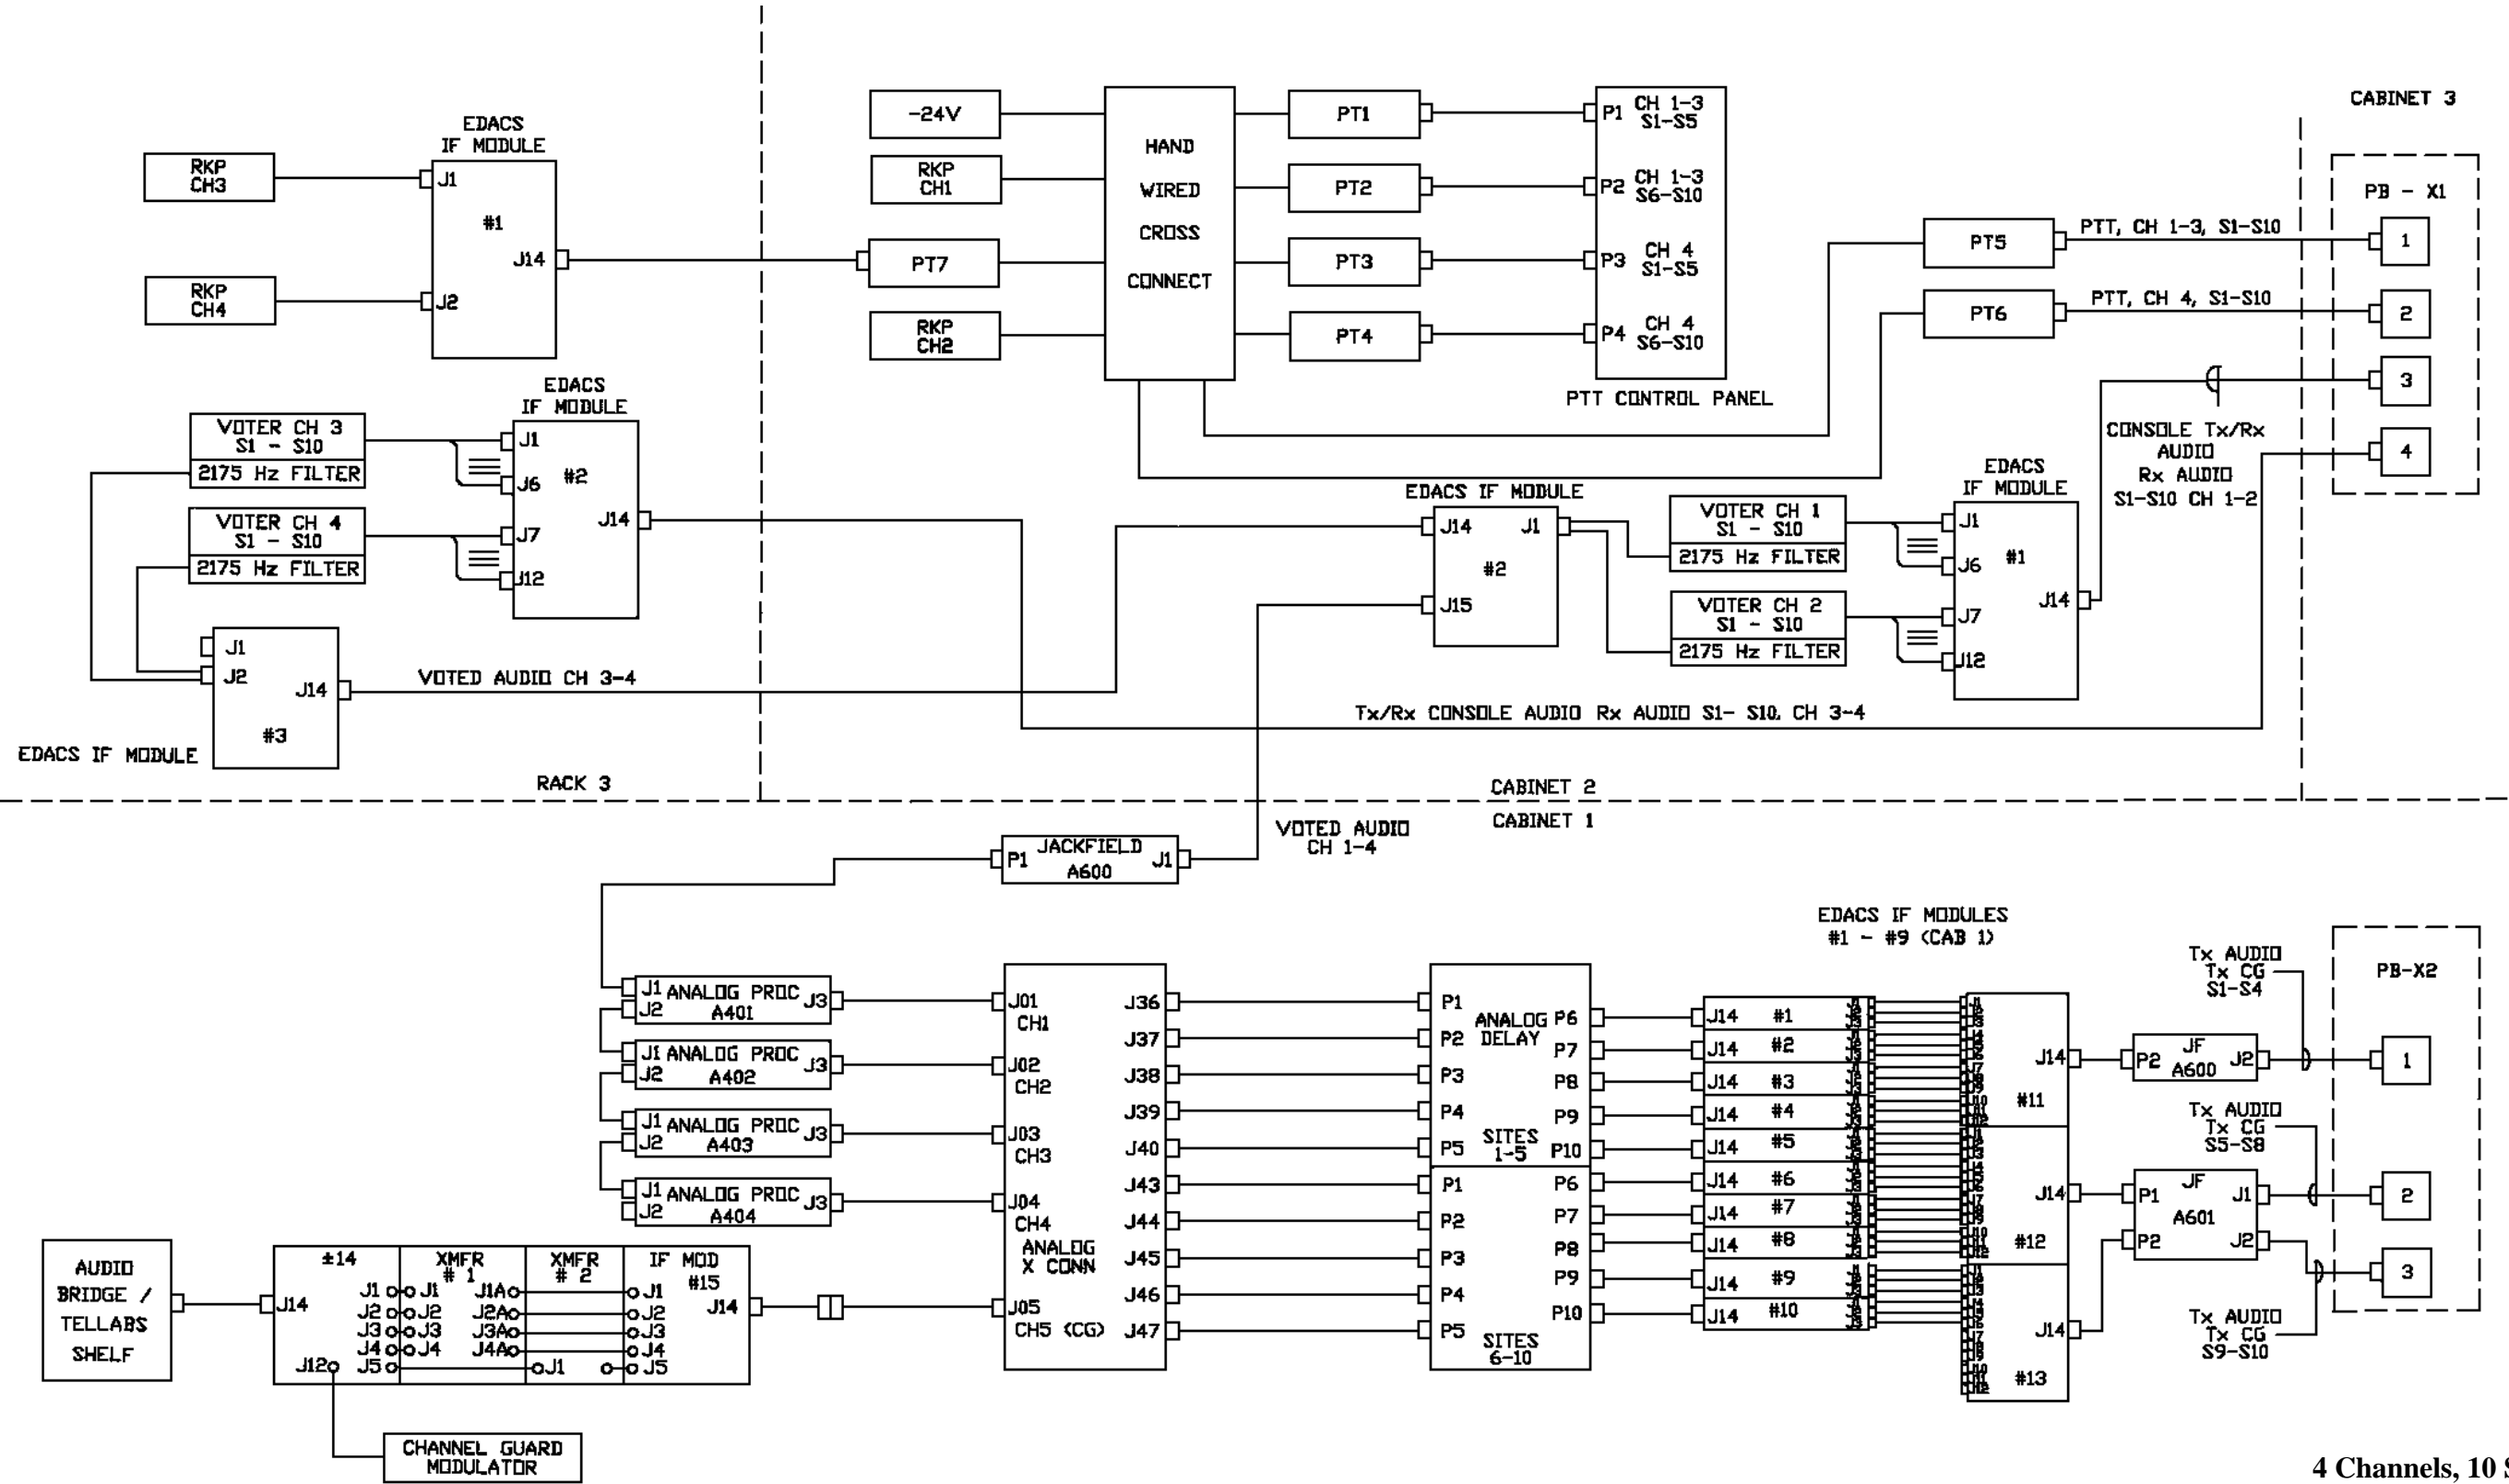 EDACS
IF MODULE
RKP
CH3
RKP
CH4
J1
#1
J14
J2
-24V
RKP
CH1
PT7
RKP
CH2
HAND
WIRED
CROSS
CONNECT
PT1
PT2
PT3
PT4
P1 CH 1-3
S1-S5
P2 CH 1-3
S6-S10
P3 CH 4
S1-S5
P4 CH 4
S6-S10
PTT CONTROL PANEL
PT5
PT6
PTT, CH 1-3, S1-S10
PTT, CH 4, S1-S10
CABINET 3
PB - X1
1
2
3
4
CONSOLE Tx/Rx
AUDIO
Rx AUDIO
S1-S10 CH 1-2
EDACS
IF MODULE
VOTER CH 3
S1 - S10
2175 Hz FILTER
VOTER CH 4
S1 - S10
2175 Hz FILTER
J1
J6
#2
J7
J14
J12
J1
J2
J14
#3
EDACS IF MODULE
VOTED AUDIO CH 3-4
RACK 3
EDACS IF MODULE
J14
J1
#2
J15
VOTER CH 1
S1 - S10
2175 Hz FILTER
VOTER CH 2
S1 - S10
2175 Hz FILTER
EDACS
IF MODULE
J1
J6
#1
J7
J14
J12
Tx/Rx CONSOLE AUDIO Rx AUDIO S1- S10, CH 3-4
CABINET 2
CABINET 1
VOTED AUDIO
CH 1-4
P1 JACKFIELD J1
A600
J1 ANALOG PROC J3
J2 A401
J1 ANALOG PROC J3
J2 A402
J1 ANALOG PROC J3
J2 A403
J1 ANALOG PROC J3
J2 A404
J01
CH1
J02
CH2
J03
CH3
J04
CH4
ANALOG
X CONN
J05
CH5 (CG)
J36
J37
J38
J39
J40
J43
J44
J45
J46
J47
P1
P2
P3
P4
P5
ANALOG
DELAY
SITES
1-5
P6
P7
P8
P9
P10
P1
P2
P3
P4
P5
SITES
6-10
P6
P7
P8
P9
P10
EDACS IF MODULES
#1 - #9 (CAB 1)
J14 #1
J14 #2
J14 #3
J14 #4
J14 #5
J14 #6
J14 #7
J14 #8
J14 #9
J14 #10
J14
#11
J14
#12
J14
#13
P2 JF J2
A600
P1 JF J1
A601
P2 J2
Tx AUDIO
Tx CG
S1-S4
Tx AUDIO
Tx CG
S5-S8
Tx AUDIO
Tx CG
S9-S10
PB-X2
1
2
3
AUDIO
BRIDGE /
TELLABS
SHELF
±14
J14
J1
J2
J3
J4
J5
J12
XMFR
# 1
J1 J1A
J2 J2A
J3 J3A
J4 J4A
XMFR
# 2
J1
IF MOD
#15
J1
J2
J3
J4
J5
J14
CHANNEL GUARD
MODULATOR
4 Channels, 10